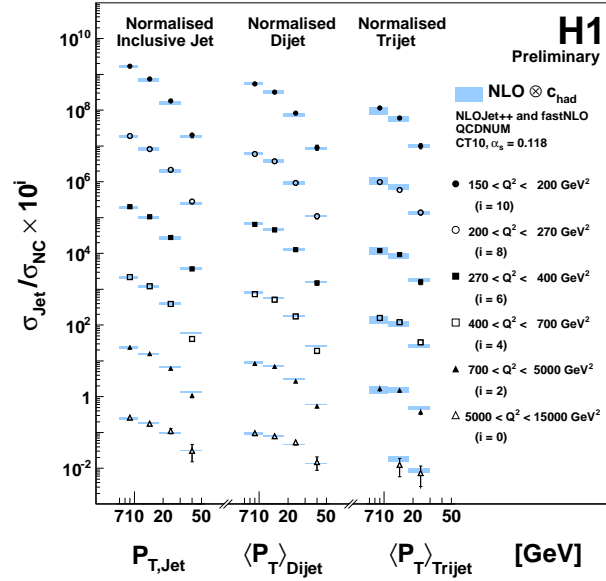 Normalised Inclusive Jet
Normalised Dijet
Normalised Trijet
H1
Preliminary
NLO ⊗ c_had
NLOJet++ and fastNLO
QCDNUM
CT10, α_s = 0.118
150 < Q² < 200 GeV²
(i = 10)
200 < Q² < 270 GeV²
(i = 8)
270 < Q² < 400 GeV²
(i = 6)
400 < Q² < 700 GeV²
(i = 4)
700 < Q² < 5000 GeV²
(i = 2)
5000 < Q² < 15000 GeV²
(i = 0)
σ_Jet/σ_NC × 10^i
10^10
10^8
10^6
10^4
10^2
1
10^-2
7 10 20 50 7 10 20 50 7 10 20 50
P_T,Jet ⟨P_T⟩_Dijet ⟨P_T⟩_Trijet [GeV]